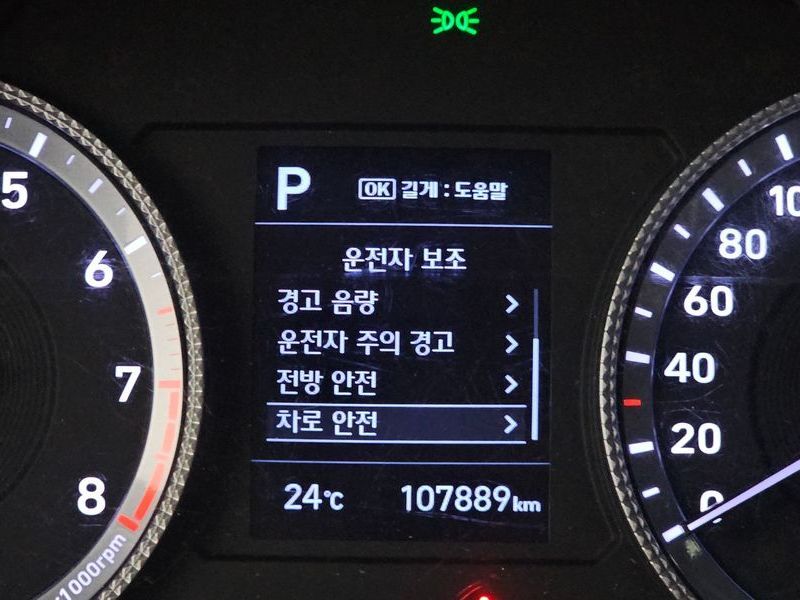 P OK 길게 : 도움말
운전자 보조
경고 음량
운전자 주의 경고
전방 안전
차로 안전
24°C 107889km
5
6
7
8
x1000rpm
80
60
40
20
0